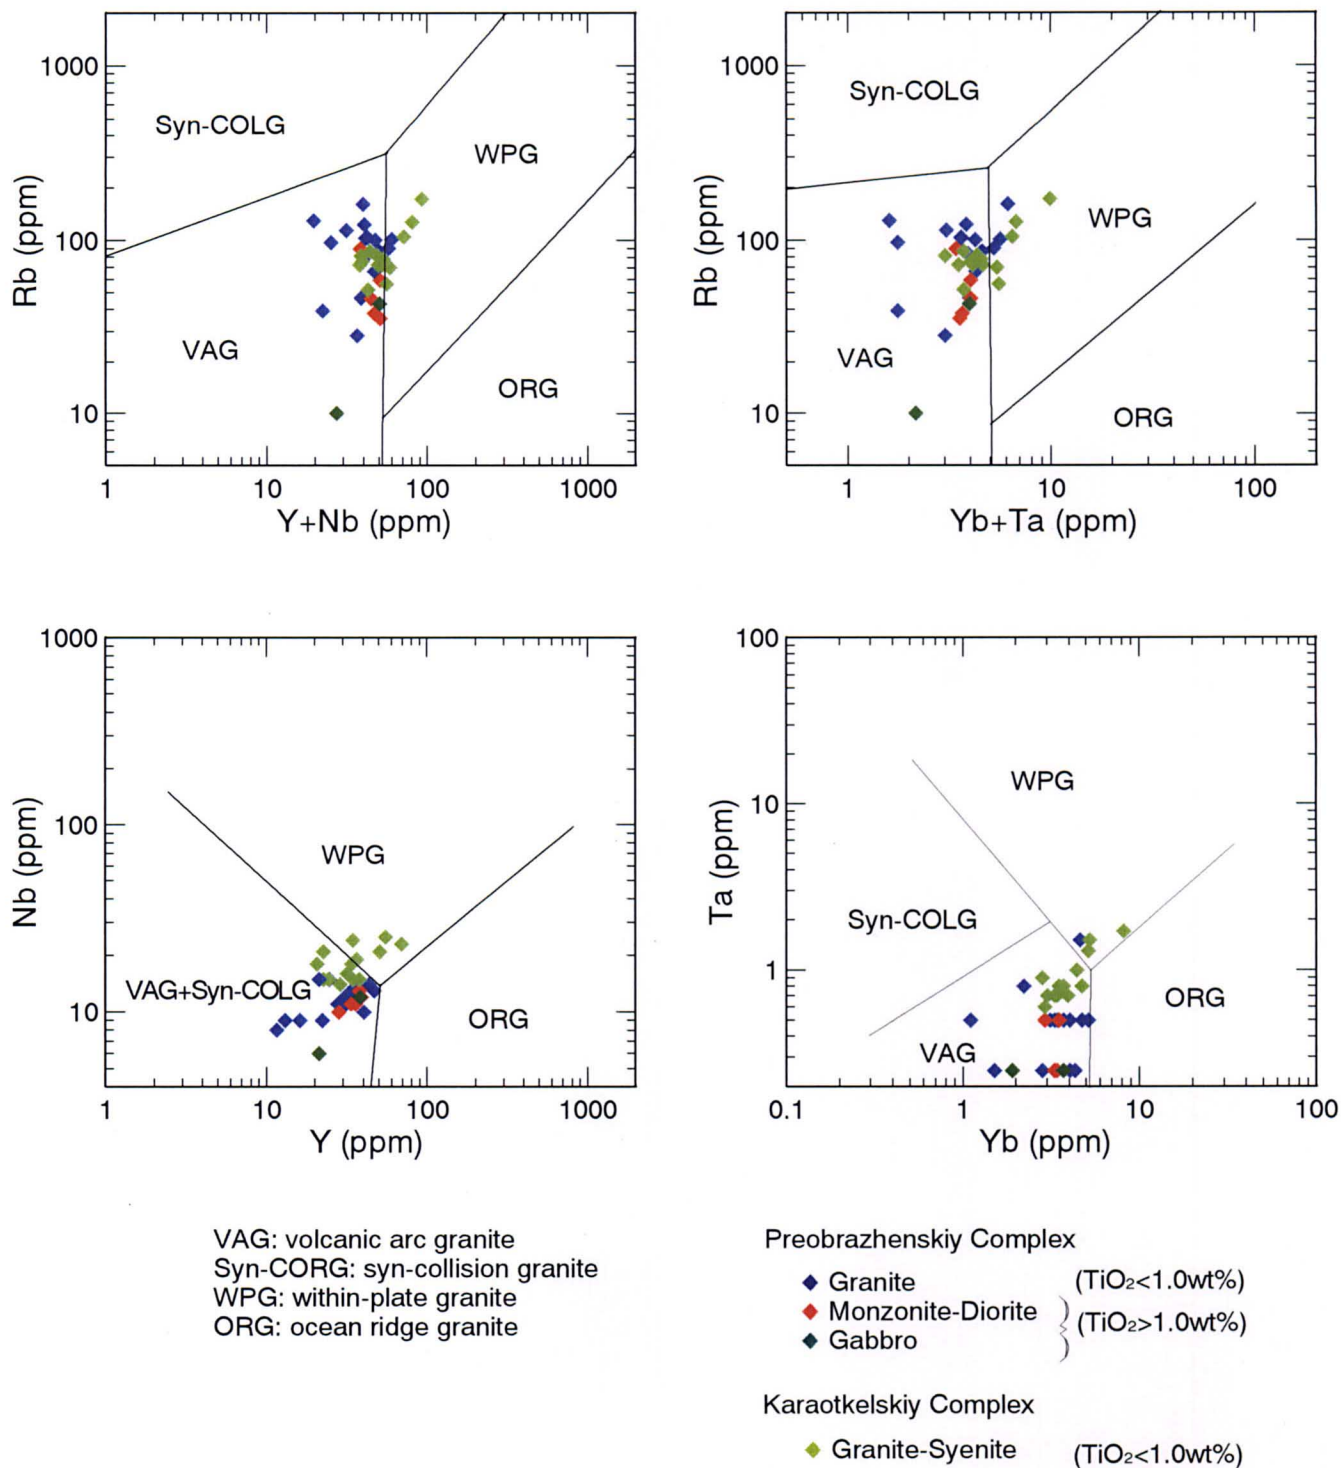 1000
100
10
Rb (ppm)
Syn-COLG
WPG
VAG
ORG
1 10 100 1000
Y+Nb (ppm)
1000
100
10
Rb (ppm)
Syn-COLG
WPG
VAG
ORG
1 10 100
Yb+Ta (ppm)
1000
100
10
Nb (ppm)
WPG
VAG+Syn-COLG
ORG
1 10 100 1000
Y (ppm)
100
10
1
Ta (ppm)
WPG
Syn-COLG
ORG
VAG
0.1 1 10 100
Yb (ppm)
VAG: volcanic arc granite
Syn-CORG: syn-collision granite
WPG: within-plate granite
ORG: ocean ridge granite
Preobrazhenskiy Complex
Granite (TiO₂<1.0wt%)
Monzonite-Diorite
(TiO₂>1.0wt%)
Gabbro
Karaotkelskiy Complex
Granite-Syenite (TiO₂<1.0wt%)